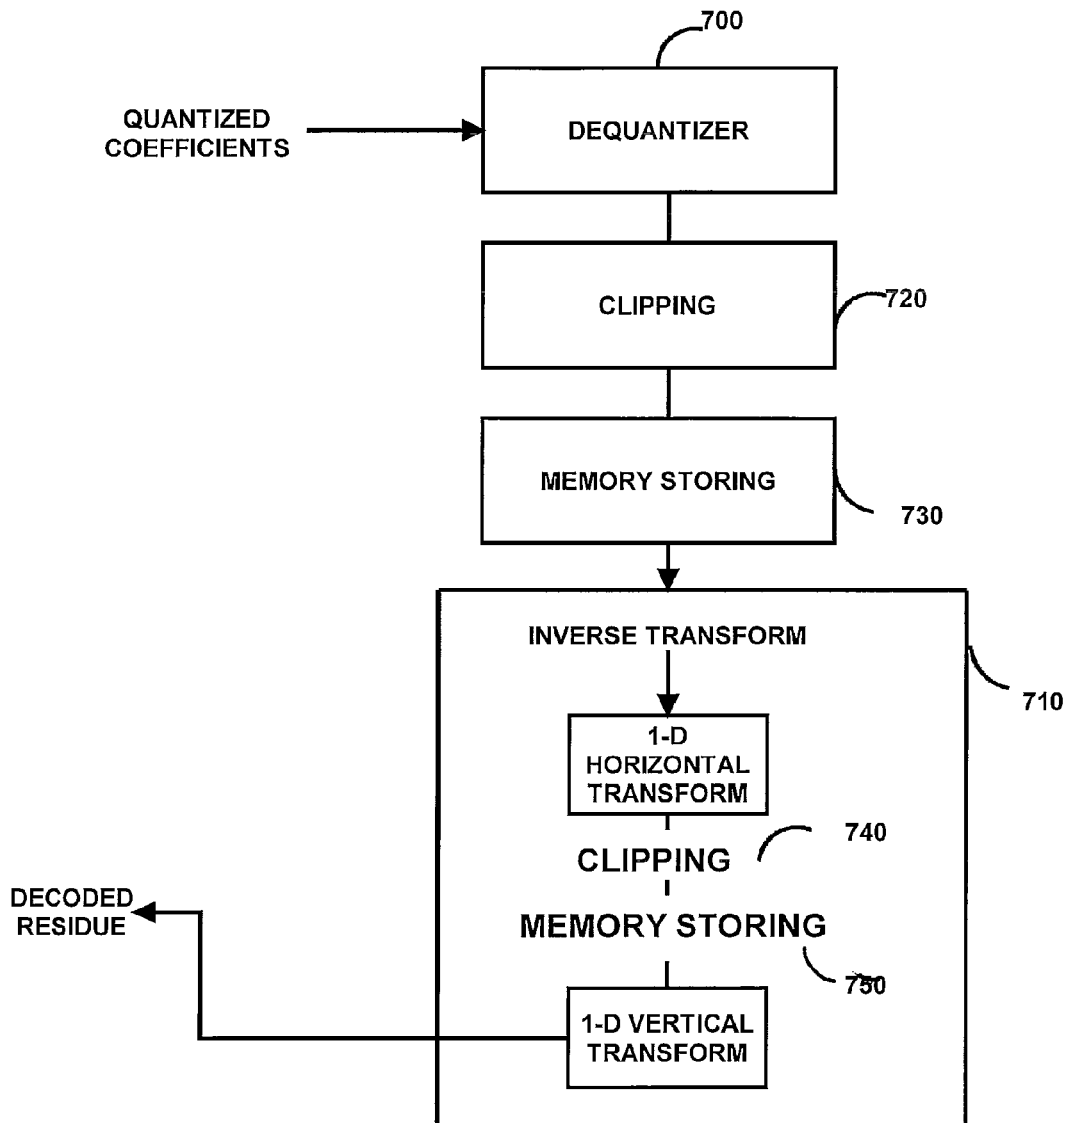 700
QUANTIZED
COEFFICIENTS
DEQUANTIZER
CLIPPING
720
MEMORY STORING
730
INVERSE TRANSFORM
710
1-D
HORIZONTAL
TRANSFORM
740
CLIPPING
DECODED
RESIDUE
MEMORY STORING
750
1-D VERTICAL
TRANSFORM